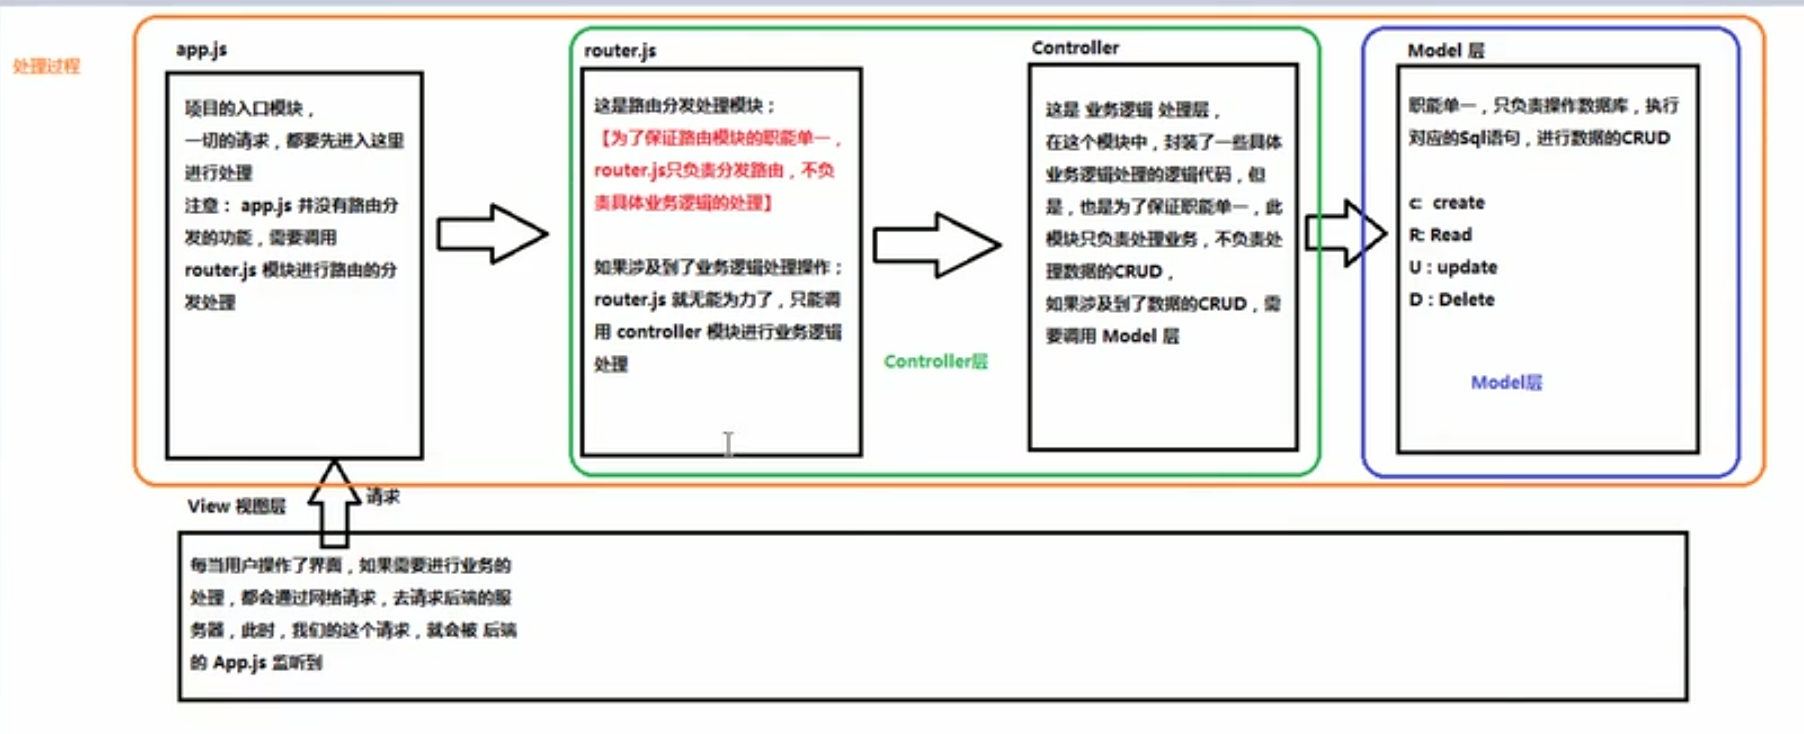 处理过程
app.js
项目的入口模块，
一切的请求，都要先进入这里
进行处理
注意： app.js 并没有路由分
发的功能，需要调用
router.js 模块进行路由的分
发处理
router.js
这是路由分发处理模块；
【为了保证路由模块的职能单一，
router.js只负责分发路由，不负
责具体业务逻辑的处理】
如果涉及到了业务逻辑处理操作；
router.js 就无能为力了，只能调
用 controller 模块进行业务逻辑
处理
Controller层
Controller
这是 业务逻辑 处理层，
在这个模块中，封装了一些具体
业务逻辑处理的逻辑代码，但
是，也是为了保证职能单一，此
模块只负责处理业务，不负责处
理数据的CRUD，
如果涉及到了数据的CRUD，需
要调用 Model 层
Model 层
职能单一，只负责操作数据库，执行
对应的Sql语句，进行数据的CRUD
c: create
R: Read
U : update
D : Delete
Model层
View 视图层
请求
每当用户操作了界面，如果需要进行业务的
处理，都会通过网络请求，去请求后端的服
务器，此时，我们的这个请求，就会被 后端
的 App.js 监听到